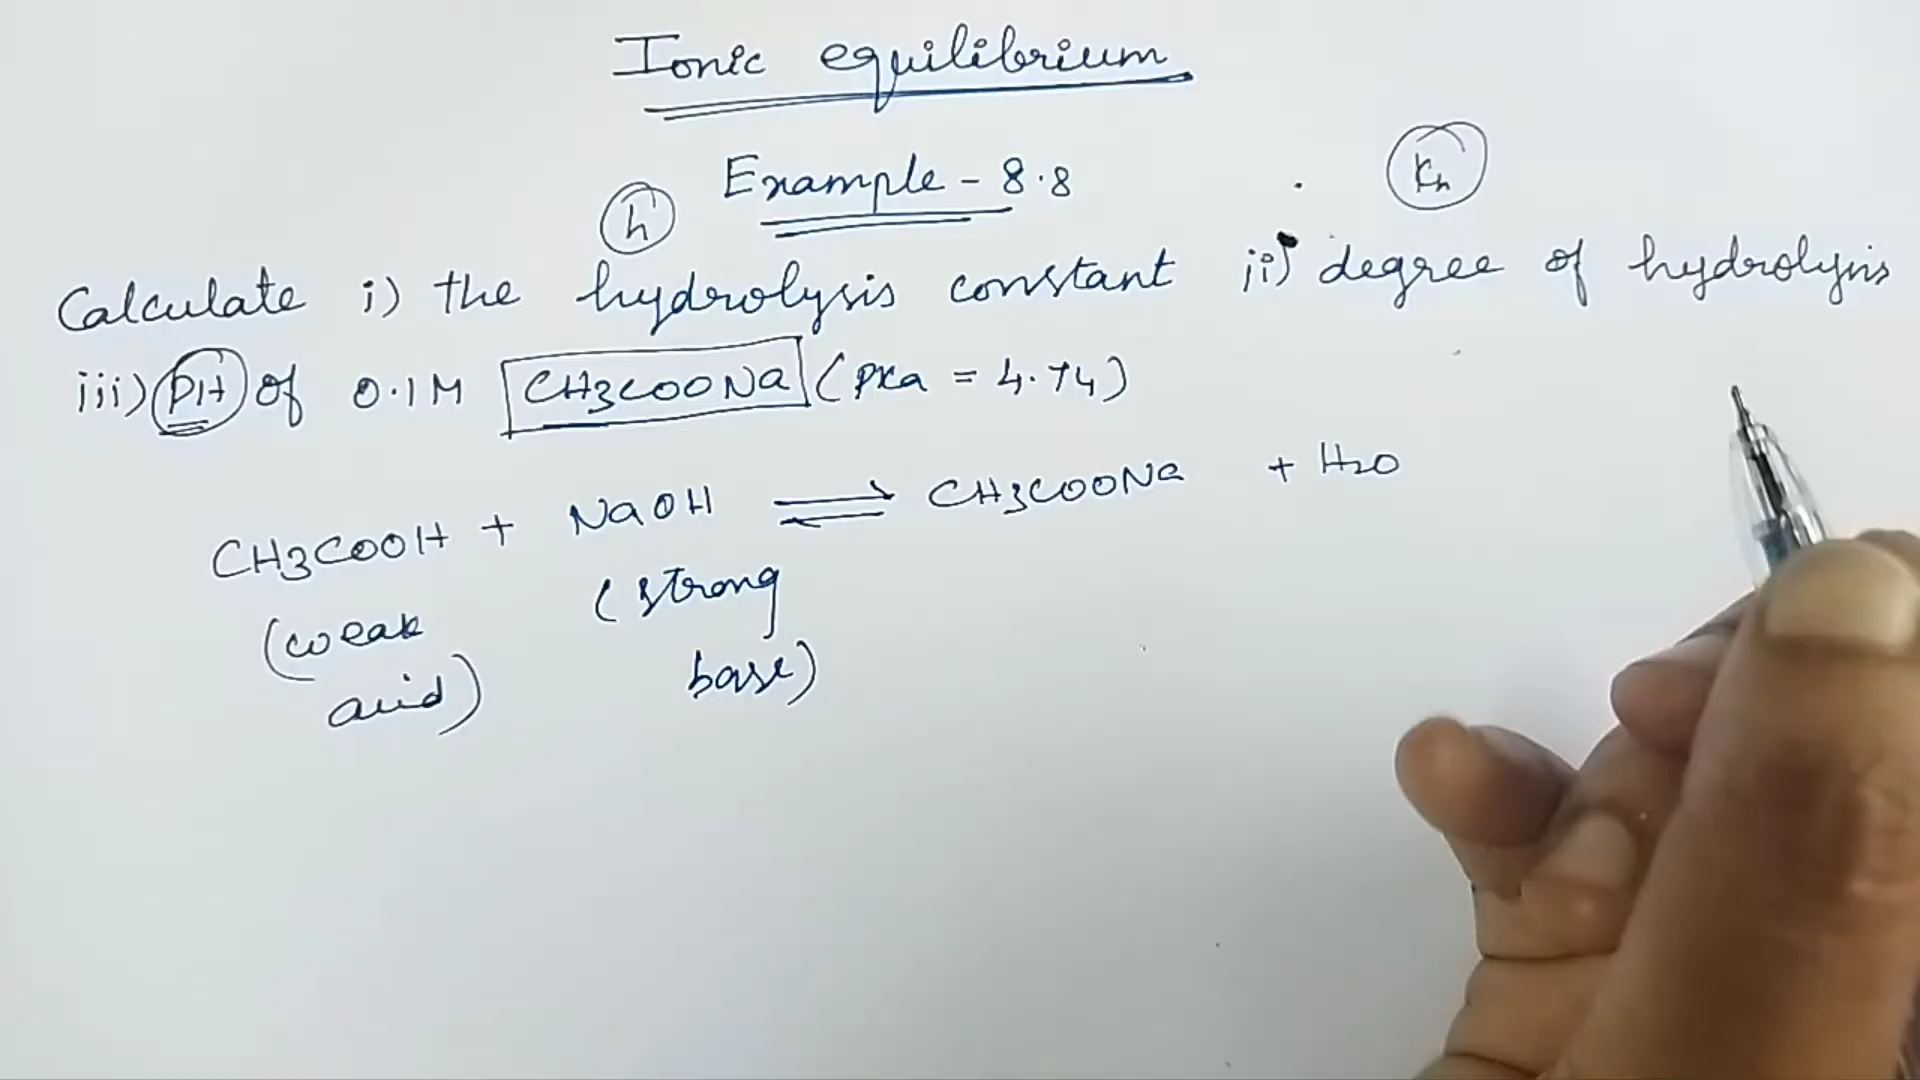 Ionic equilibrium
Example - 8.8
h
Kh
Calculate i) the hydrolysis constant ii) degree of hydrolysis
iii) PH of 0.1M CH3COONa (PKa = 4.74)
CH3COOH + NaOH ⇌ CH3COONa + H2O
(weak (strong
acid) base)